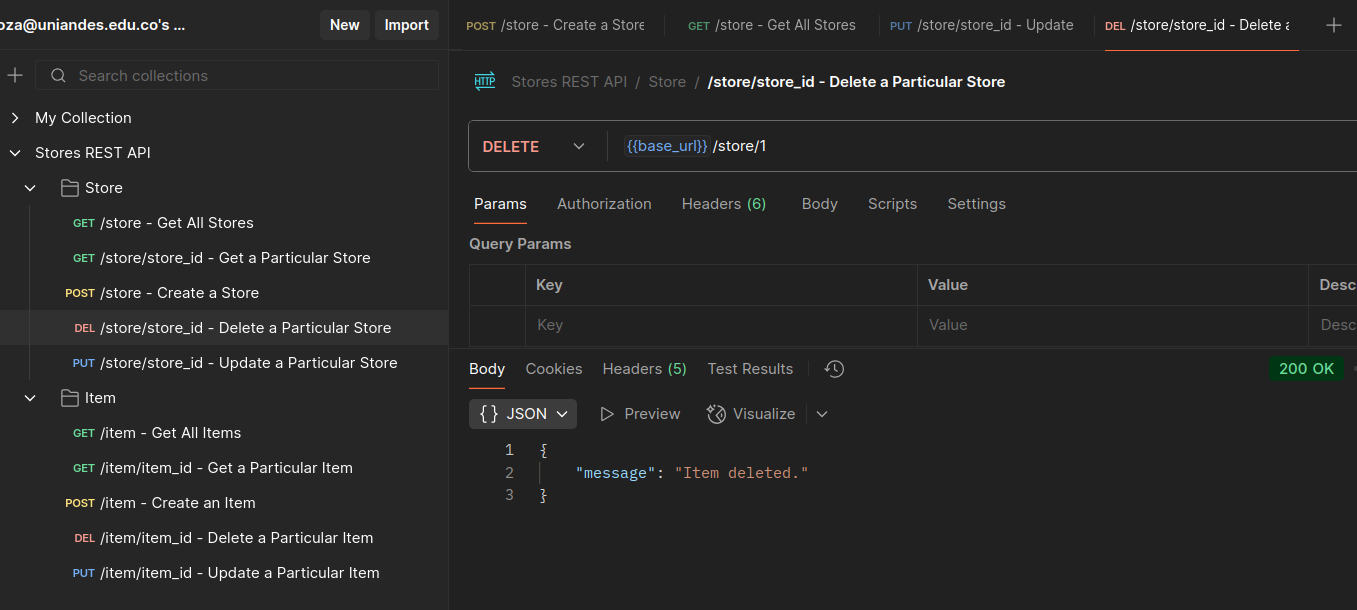 oza@uniandes.edu.co's ...
New
Import
Search collections
My Collection
Stores REST API
Store
GET /store - Get All Stores
GET /store/store_id - Get a Particular Store
POST /store - Create a Store
DEL /store/store_id - Delete a Particular Store
PUT /store/store_id - Update a Particular Store
Item
GET /item - Get All Items
GET /item/item_id - Get a Particular Item
POST /item - Create an Item
DEL /item/item_id - Delete a Particular Item
PUT /item/item_id - Update a Particular Item
POST /store - Create a Store
GET /store - Get All Stores
PUT /store/store_id - Update
DEL /store/store_id - Delete a
HTTP Stores REST API / Store / /store/store_id - Delete a Particular Store
DELETE {{base_url}} /store/1
Params Authorization Headers (6) Body Scripts Settings
Query Params
Key Value Desc
Key Value Desc
Body Cookies Headers (5) Test Results 200 OK
{} JSON Preview Visualize
1 {
2 "message": "Item deleted."
3 }